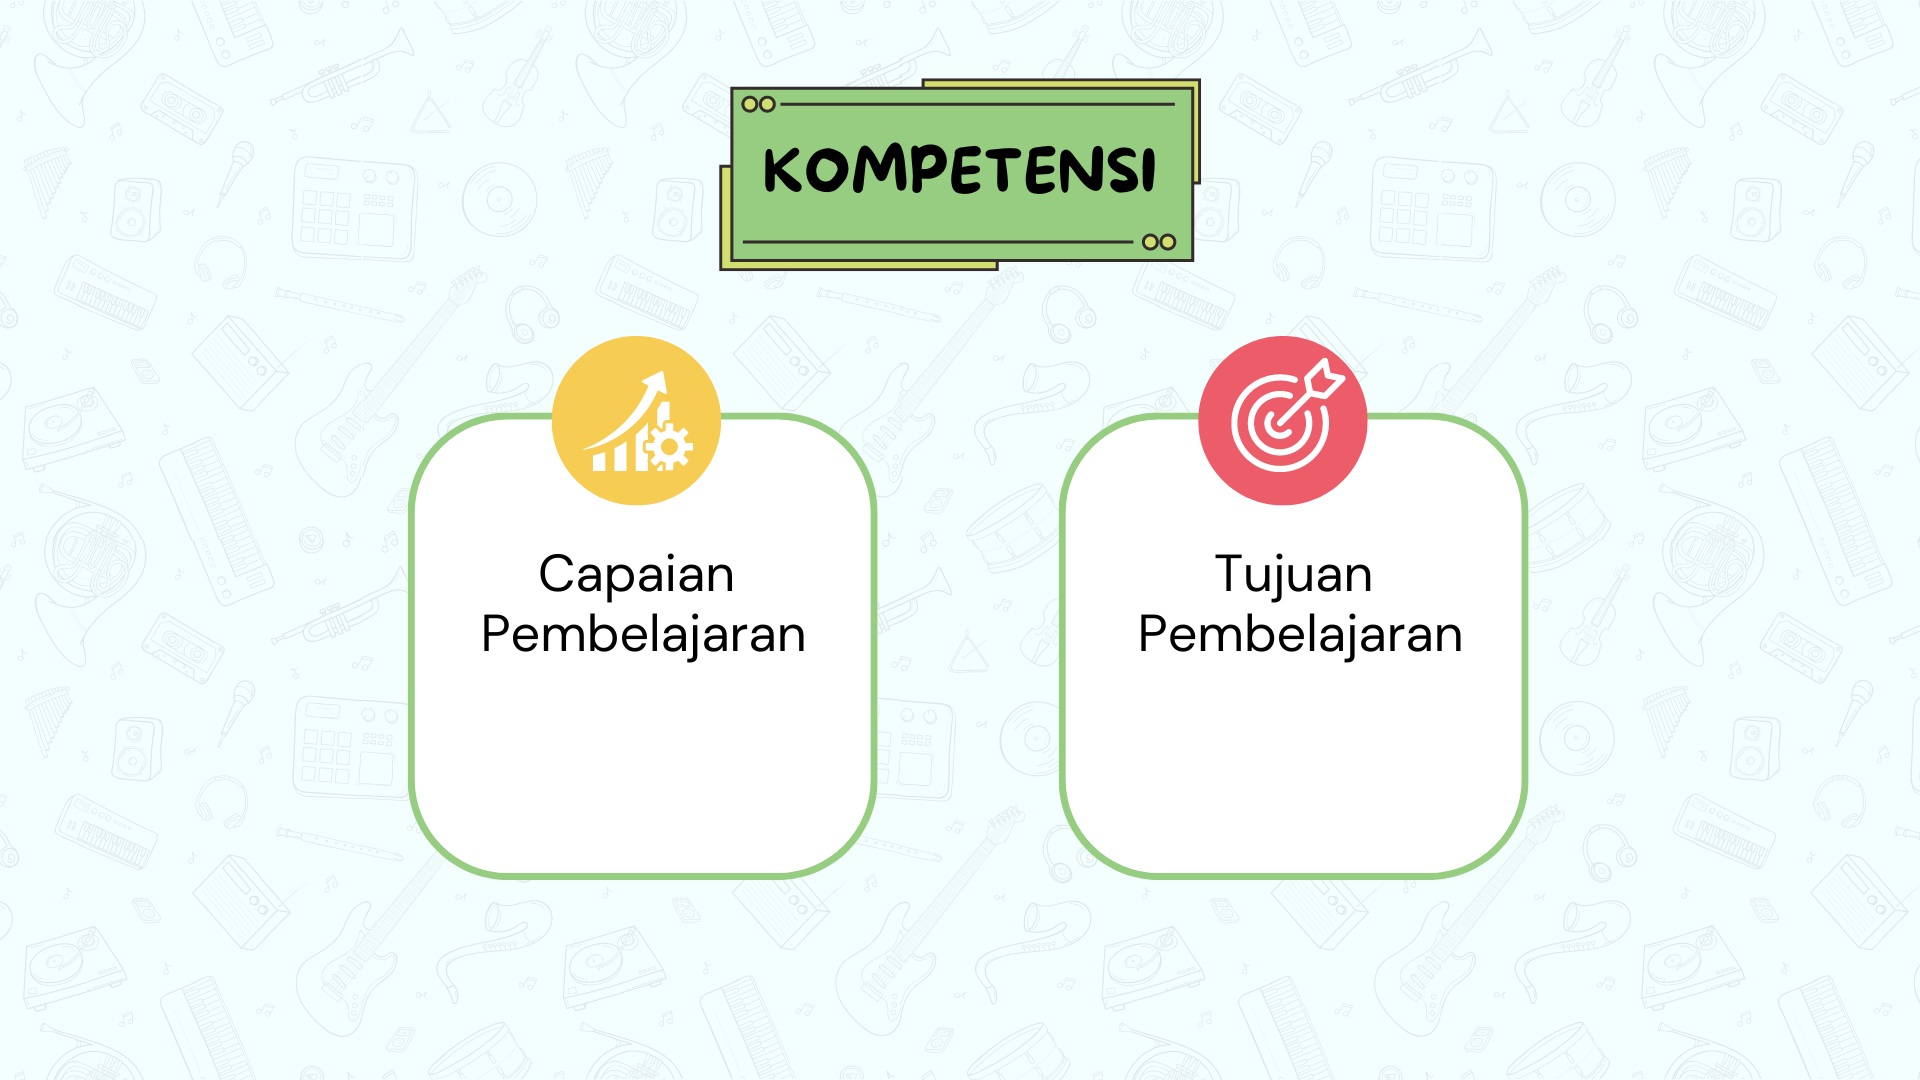 KOMPETENSI
Capaian
Pembelajaran
Tujuan
Pembelajaran